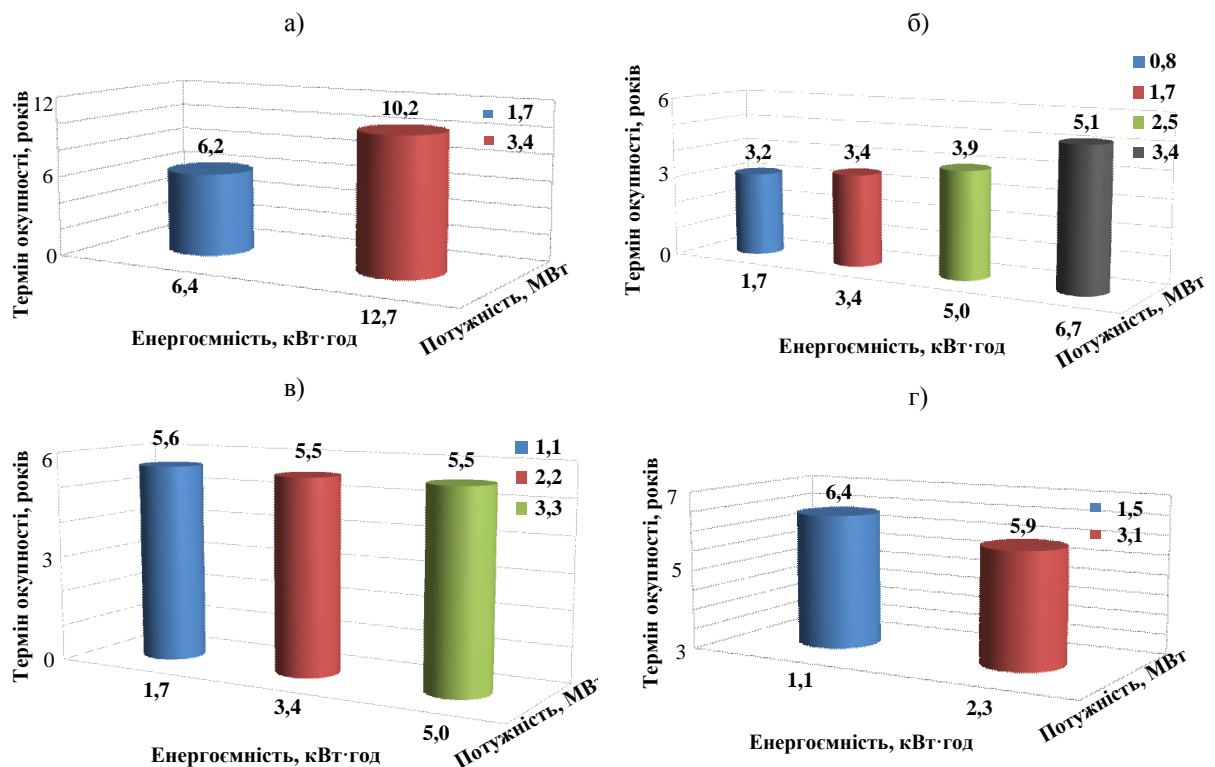 а)
Термін окупності, років
12
6
0
6,2
10,2
1,7
3,4
6,4
12,7
Енергоємність, кВт·год
Потужність, МВт
б)
Термін окупності, років
6
3
0
3,2
3,4
3,9
5,1
0,8
1,7
2,5
3,4
1,7
3,4
5,0
6,7
Енергоємність, кВт·год
Потужність, МВт
в)
Термін окупності, років
6
3
0
5,6
5,5
5,5
1,1
2,2
3,3
1,7
3,4
5,0
Енергоємність, кВт·год
Потужність, МВт
г)
Термін окупності, років
7
5
3
6,4
5,9
1,5
3,1
1,1
2,3
Енергоємність, кВт·год
Потужність, МВт